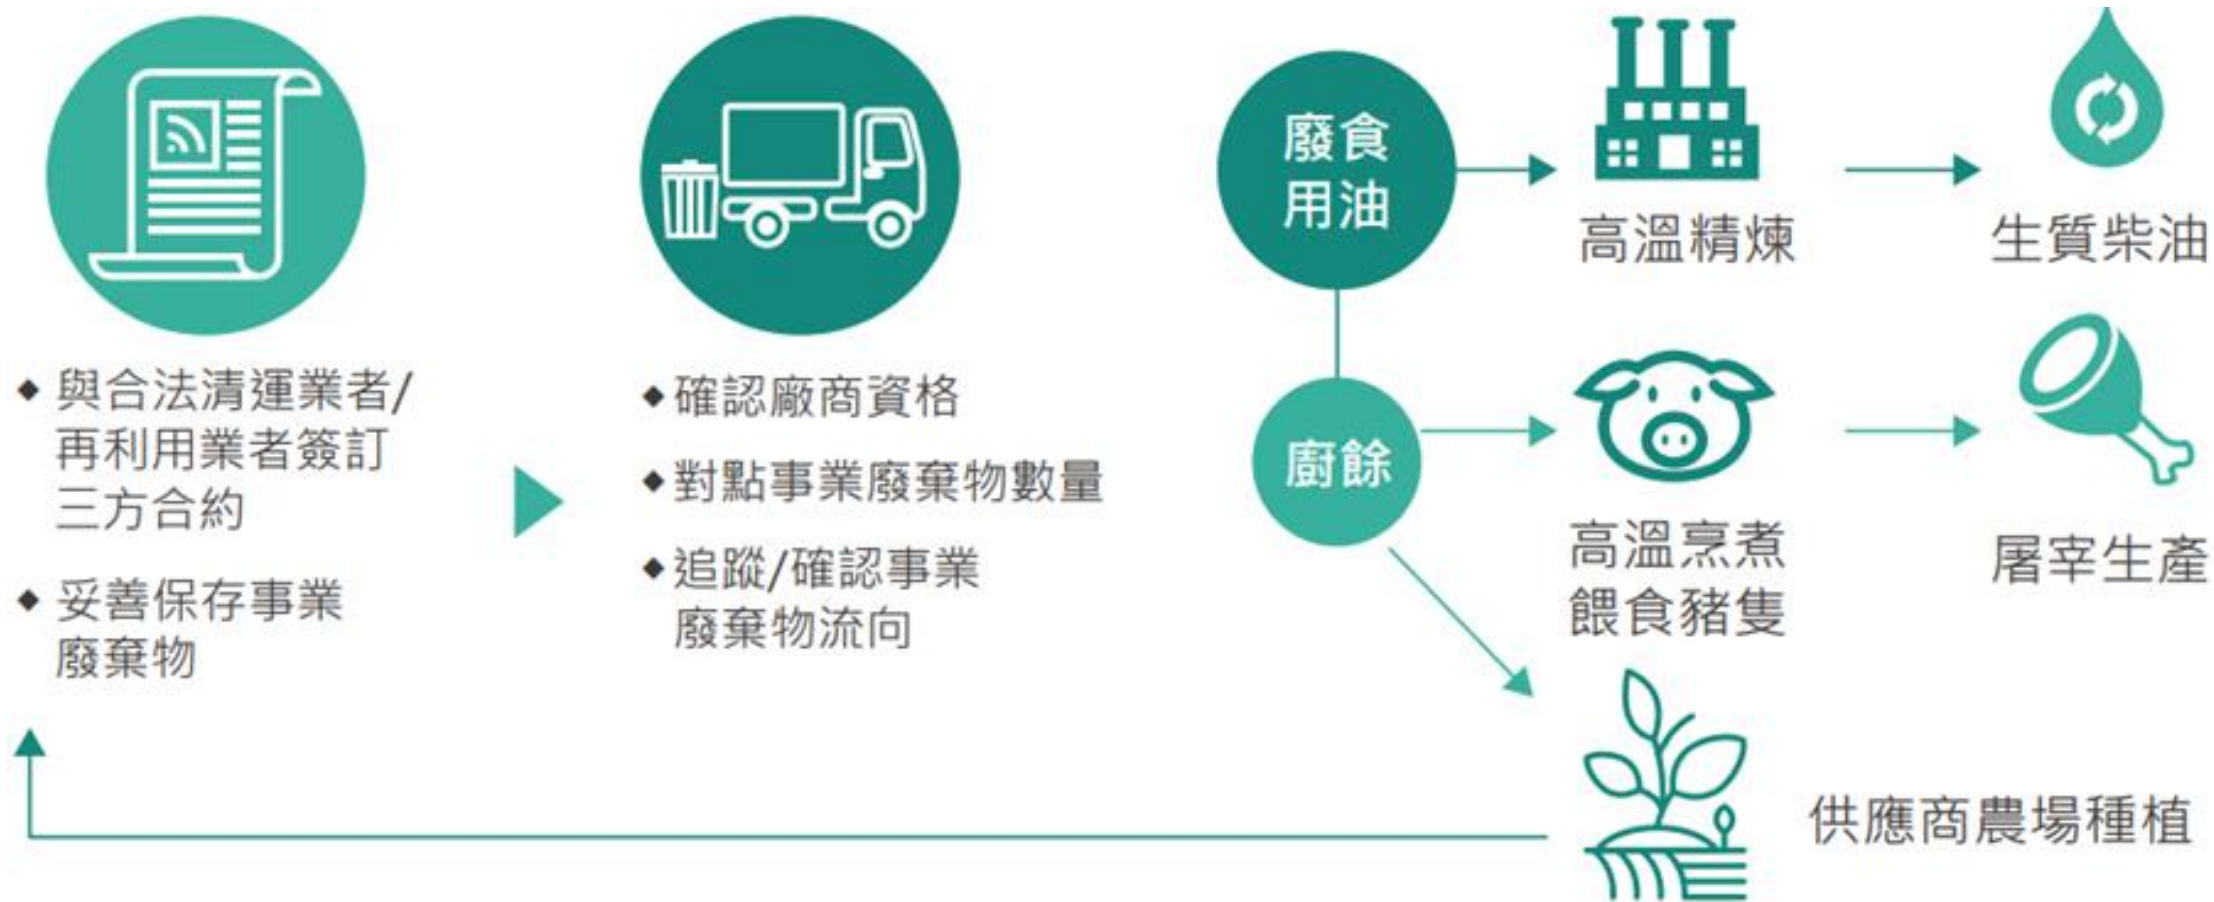 ◆ 與合法清運業者/
再利用業者簽訂
三方合約
◆ 妥善保存事業
廢棄物
◆ 確認廠商資格
◆ 對點事業廢棄物數量
◆ 追蹤/確認事業
廢棄物流向
廢食
用油
高溫精煉
生質柴油
廚餘
高溫烹煮
餵食豬隻
屠宰生產
供應商農場種植